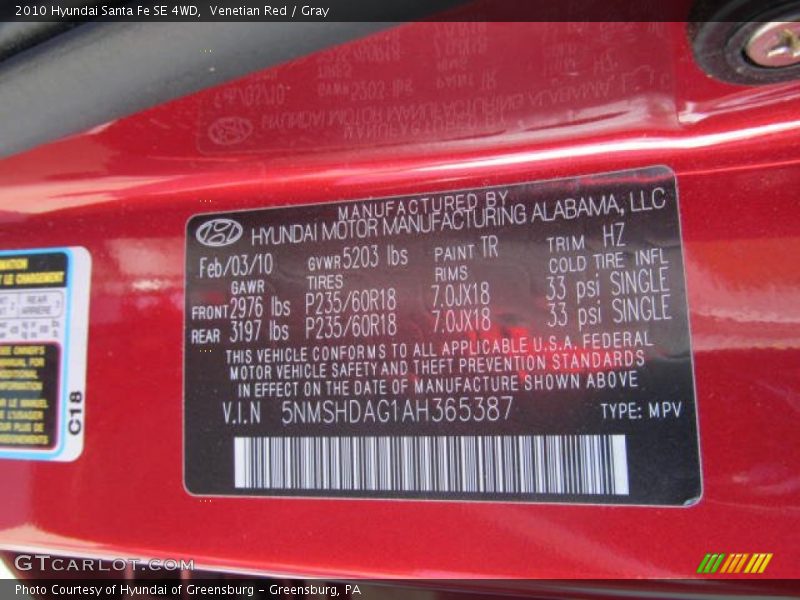 2010 Hyundai Santa Fe SE 4WD, Venetian Red / Gray
MANUFACTURED BY
HYUNDAI MOTOR MANUFACTURING ALABAMA, LLC
Feb/03/10 GVWR 5203 lbs PAINT TR TRIM HZ
GAWR TIRES RIMS COLD TIRE INFL
FRONT 2976 lbs P235/60R18 7.0JX18 33 psi SINGLE
REAR 3197 lbs P235/60R18 7.0JX18 33 psi SINGLE
THIS VEHICLE CONFORMS TO ALL APPLICABLE U.S.A. FEDERAL
MOTOR VEHICLE SAFETY AND THEFT PREVENTION STANDARDS
IN EFFECT ON THE DATE OF MANUFACTURE SHOWN ABOVE
V.I.N 5NMSHDAG1AH365387 TYPE: MPV
REAR
ARRIÈRE
C18
GTCARLOT.COM
Photo Courtesy of Hyundai of Greensburg – Greensburg, PA